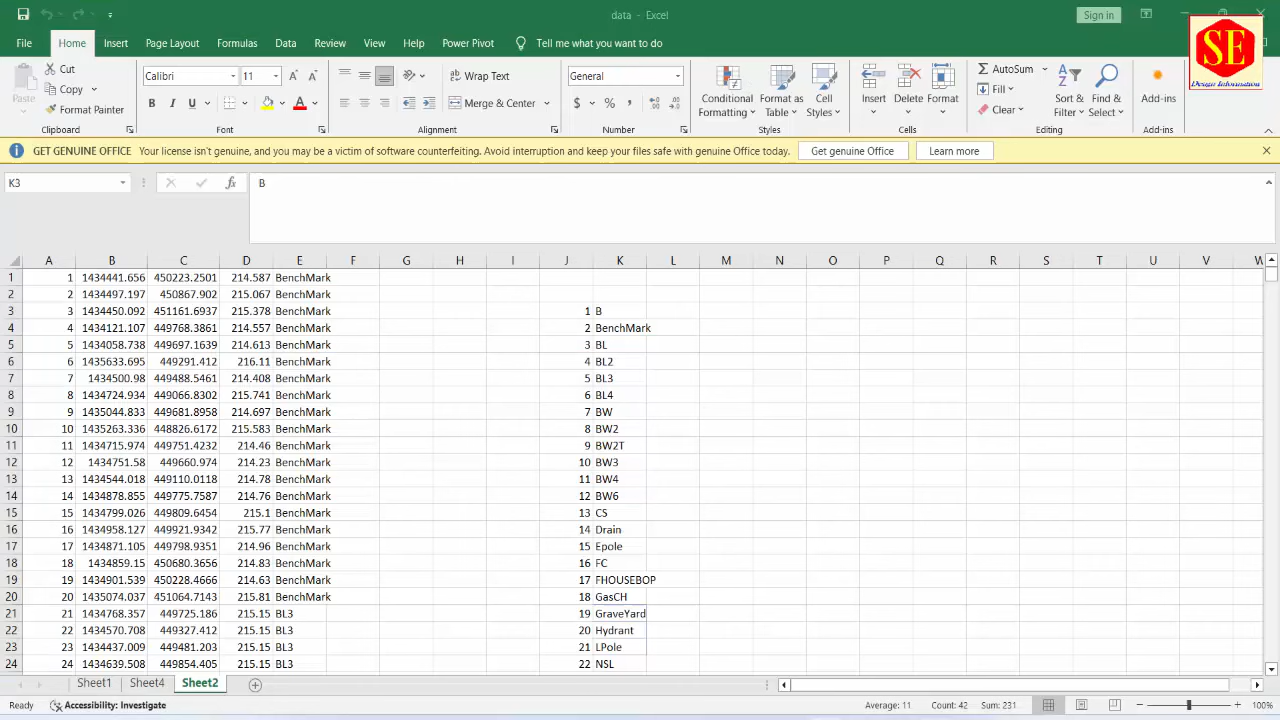 data - Excel
Sign in
File Home Insert Page Layout Formulas Data Review View Help Power Pivot Tell me what you want to do
SE
Design Information
Paste
Cut
Copy
Format Painter
Clipboard
Calibri 11
B I U
A A
Font
Wrap Text
Merge & Center
Alignment
General
$ % ,
Number
Conditional Formatting
Format as Table
Cell Styles
Styles
Insert Delete Format
Cells
AutoSum
Fill
Clear
Sort & Filter
Find & Select
Editing
Add-ins
Add-ins
GET GENUINE OFFICE Your license isn't genuine, and you may be a victim of software counterfeiting. Avoid interruption and keep your files safe with genuine Office today. Get genuine Office Learn more
K3 fx B
A B C D E F G H I J K L M N O P Q R S T U V W
1 1 1434441.656 450223.2501 214.587 BenchMark
2 2 1434497.197 450867.902 215.067 BenchMark
3 3 1434450.092 451161.6937 215.378 BenchMark 1 B
4 4 1434121.107 449768.3861 214.557 BenchMark 2 BenchMark
5 5 1434058.738 449697.1639 214.613 BenchMark 3 BL
6 6 1435633.695 449291.412 216.11 BenchMark 4 BL2
7 7 1434500.98 449488.5461 214.408 BenchMark 5 BL3
8 8 1434724.934 449066.8302 215.741 BenchMark 6 BL4
9 9 1435044.833 449681.8958 214.697 BenchMark 7 BW
10 10 1435263.336 448826.6172 215.583 BenchMark 8 BW2
11 11 1434715.974 449751.4232 214.46 BenchMark 9 BW2T
12 12 1434751.58 449660.974 214.23 BenchMark 10 BW3
13 13 1434544.018 449110.0118 214.78 BenchMark 11 BW4
14 14 1434878.855 449775.7587 214.76 BenchMark 12 BW6
15 15 1434799.026 449809.6454 215.1 BenchMark 13 CS
16 16 1434958.127 449921.9342 215.77 BenchMark 14 Drain
17 17 1434871.105 449798.9351 214.96 BenchMark 15 Epole
18 18 1434859.15 450680.3656 214.83 BenchMark 16 FC
19 19 1434901.539 450228.4666 214.63 BenchMark 17 FHOUSEBOP
20 20 1435074.037 451064.7143 215.81 BenchMark 18 GasCH
21 21 1434768.357 449725.186 215.15 BL3 19 GraveYard
22 22 1434570.708 449327.412 215.15 BL3 20 Hydrant
23 23 1434437.009 449481.203 215.15 BL3 21 LPole
24 24 1434639.508 449854.405 215.15 BL3 22 NSL
Sheet1 Sheet4 Sheet2
Ready Accessibility: Investigate Average: 11 Count: 42 Sum: 231 100%